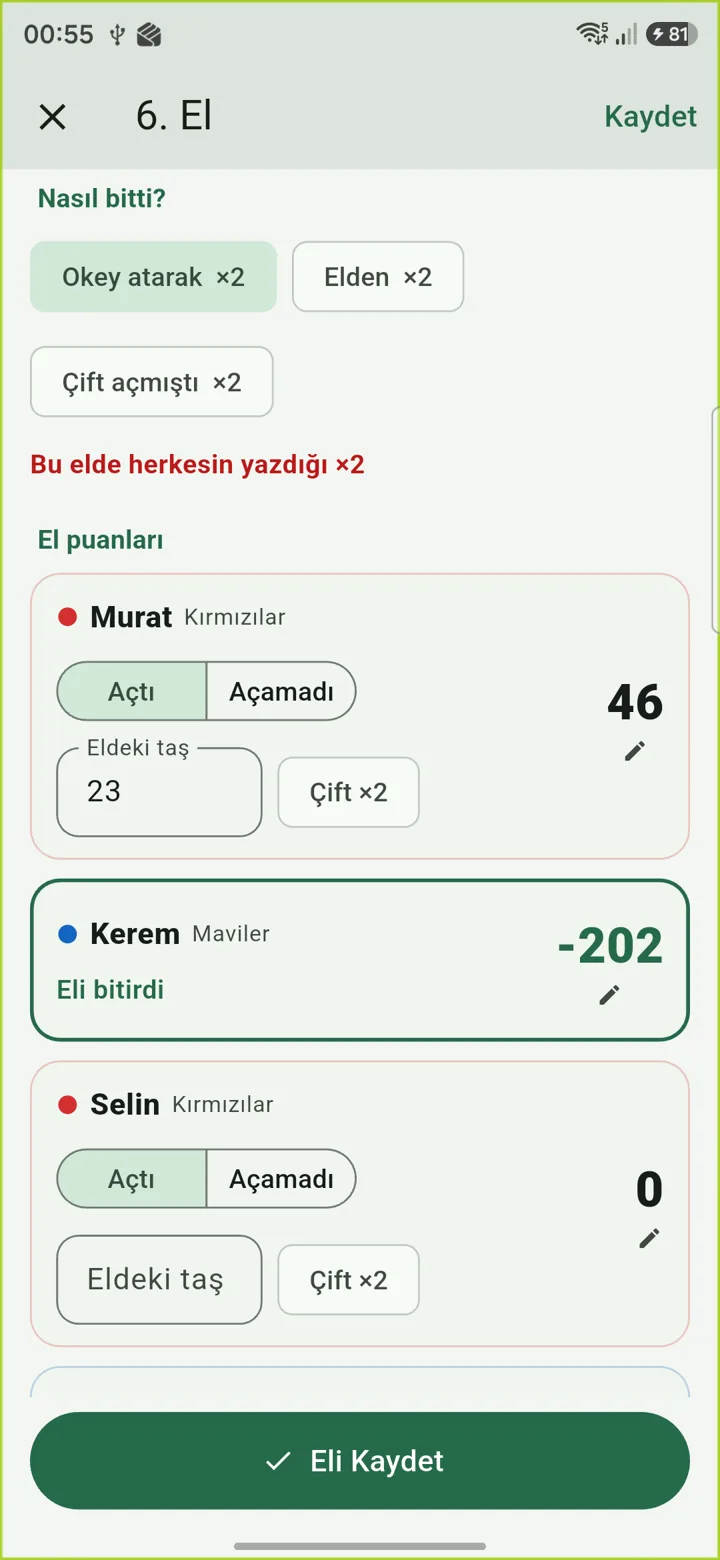 00:55
5
81
6. El
Kaydet
Nasıl bitti?
Okey atarak ×2
Elden ×2
Çift açmıştı ×2
Bu elde herkesin yazdığı ×2
El puanları
Murat Kırmızılar
Açtı
Açamadı
46
Eldeki taş
23
Çift ×2
Kerem Maviler
-202
Eli bitirdi
Selin Kırmızılar
Açtı
Açamadı
0
Eldeki taş
Çift ×2
Eli Kaydet